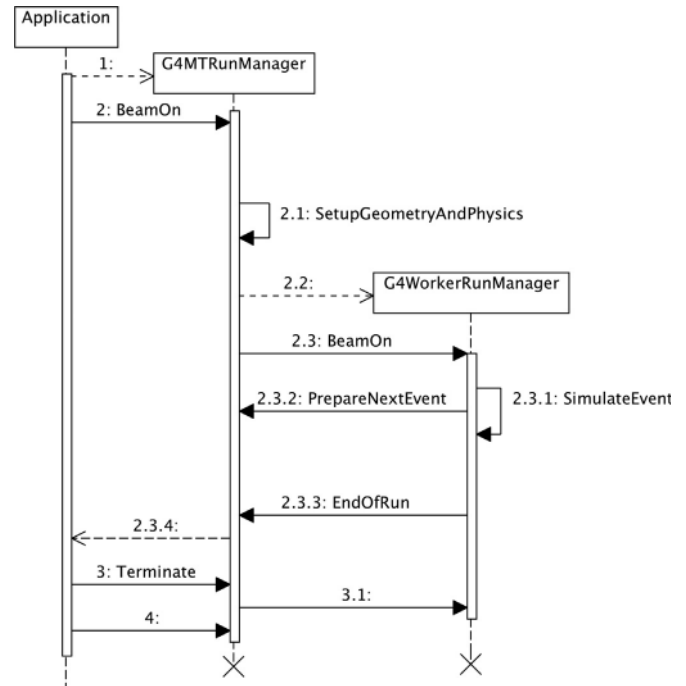 Application
1:
G4MTRunManager
2: BeamOn
2.1: SetupGeometryAndPhysics
2.2:
G4WorkerRunManager
2.3: BeamOn
2.3.2: PrepareNextEvent
2.3.1: SimulateEvent
2.3.3: EndOfRun
2.3.4:
3: Terminate
3.1:
4: